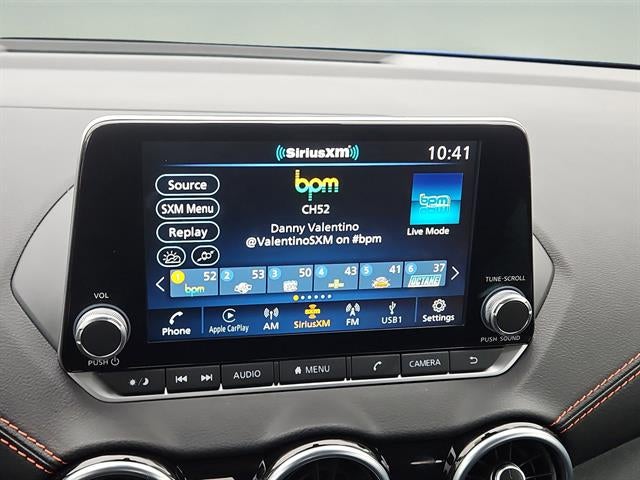 ((SiriusXM))
10:41
Source
bpm
SXM Menu
CH52
bpm
Replay
Danny Valentino
@ValentinoSXM on #bpm
Live Mode
1 52 2 53 3 50 4 43 5 41 6 37
bpm
OCTANE
Phone
Apple CarPlay
AM
SiriusXM
FM
USB1
Settings
VOL
PUSH
TUNE·SCROLL
PUSH SOUND
AUDIO
MENU
CAMERA